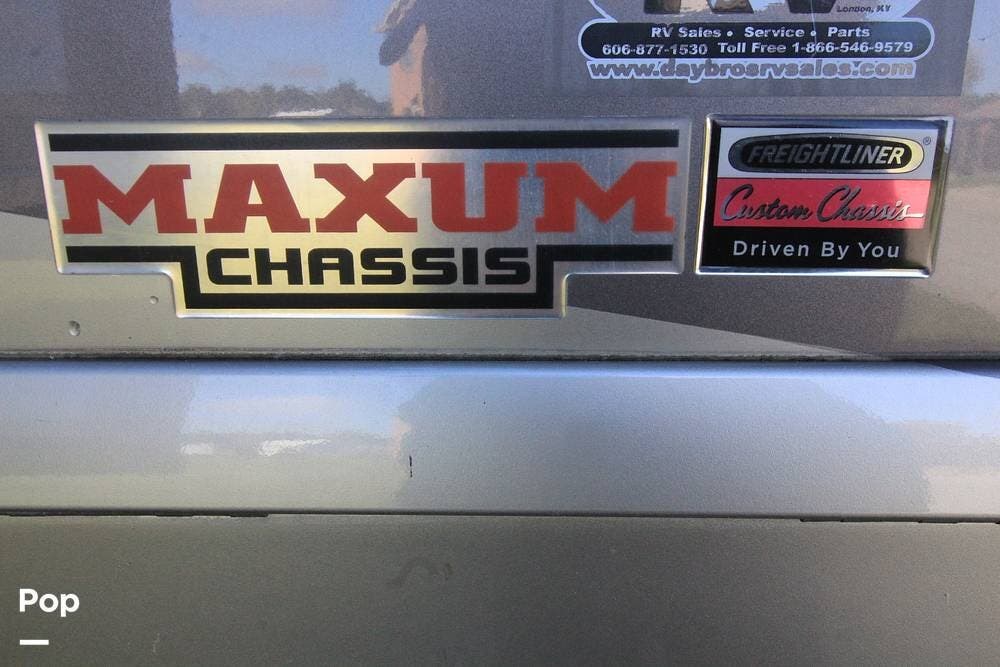 London, KY
RV Sales • Service • Parts
606-877-1530 Toll Free 1-866-546-9579
www.daybrosrvsales.com
MAXUM
CHASSIS
FREIGHTLINER®
Custom Chassis
Driven By You
Pop